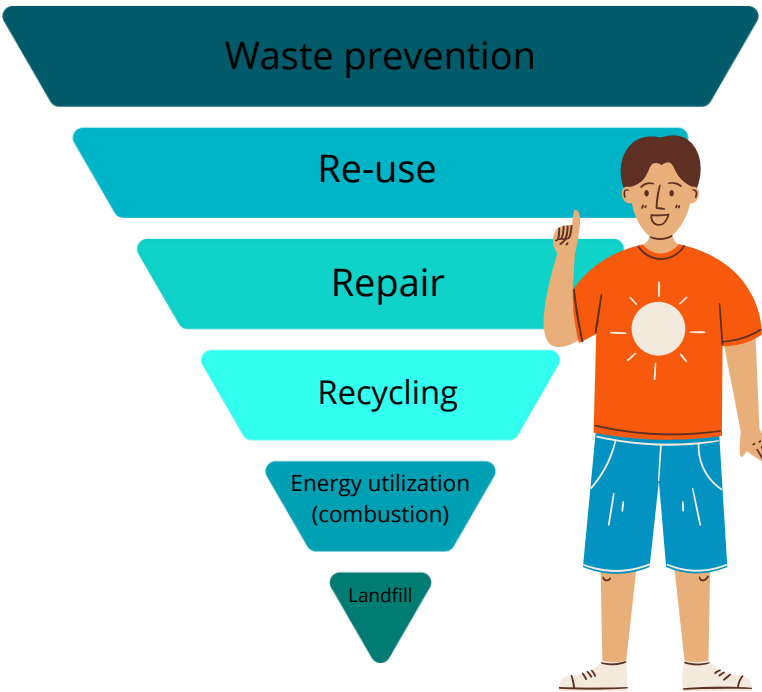 Waste prevention
Re-use
Repair
Recycling
Energy utilization
(combustion)
Landfill